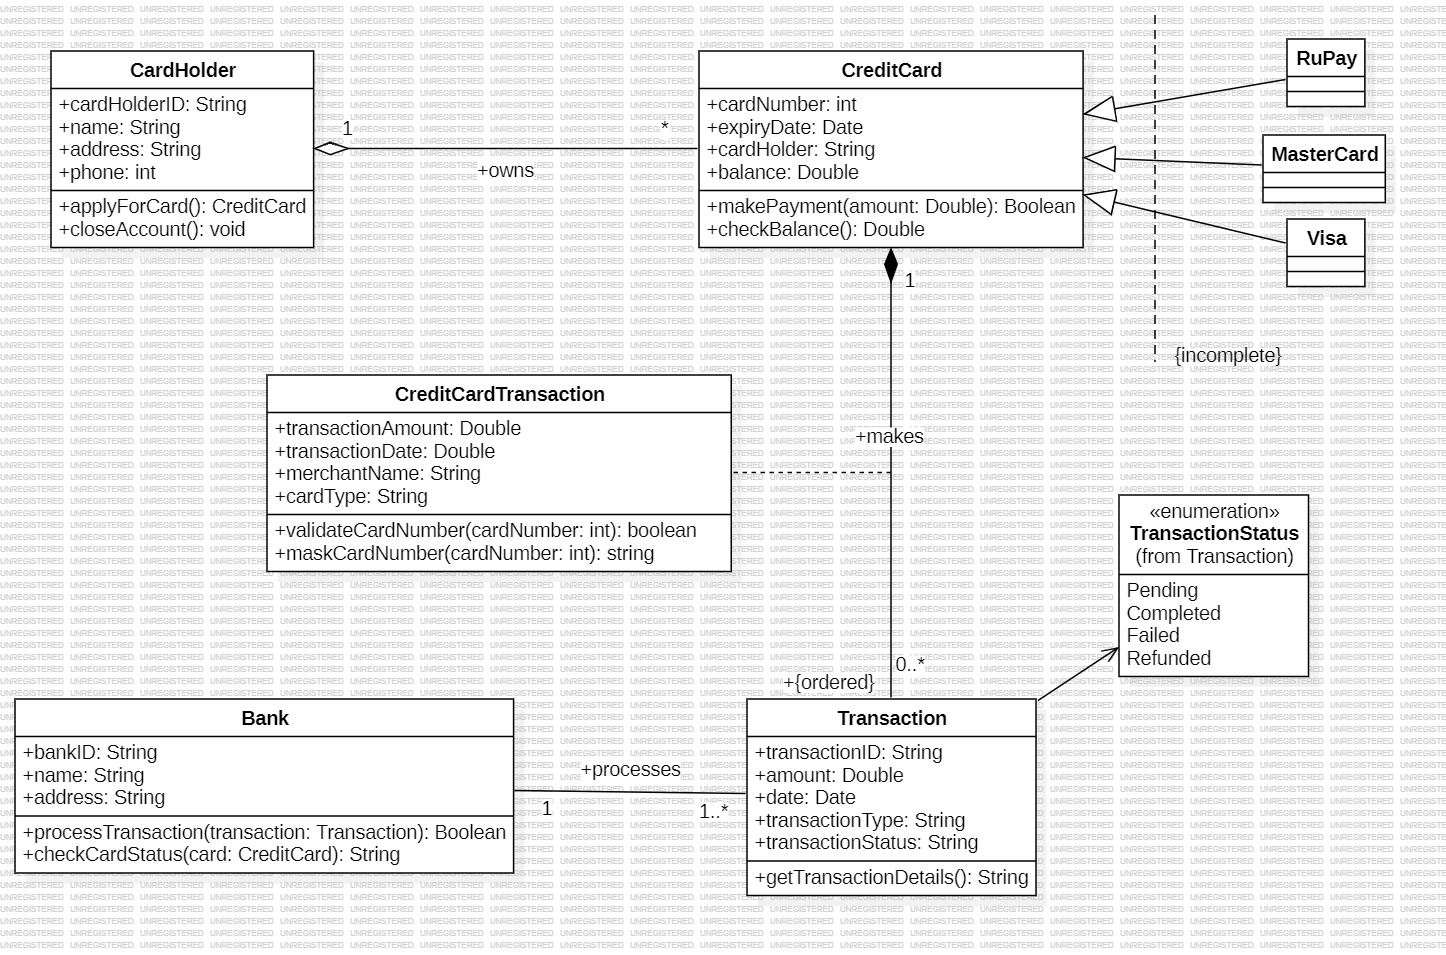 CardHolder
+cardHolderID: String
+name: String
+address: String
+phone: int
+applyForCard(): CreditCard
+closeAccount(): void
1
*
+owns
CreditCard
+cardNumber: int
+expiryDate: Date
+cardHolder: String
+balance: Double
+makePayment(amount: Double): Boolean
+checkBalance(): Double
RuPay
MasterCard
Visa
{incomplete}
1
+makes
0..*
+{ordered}
CreditCardTransaction
+transactionAmount: Double
+transactionDate: Double
+merchantName: String
+cardType: String
+validateCardNumber(cardNumber: int): boolean
+maskCardNumber(cardNumber: int): string
«enumeration»
TransactionStatus
(from Transaction)
Pending
Completed
Failed
Refunded
Bank
+bankID: String
+name: String
+address: String
+processTransaction(transaction: Transaction): Boolean
+checkCardStatus(card: CreditCard): String
+processes
1
1..*
Transaction
+transactionID: String
+amount: Double
+date: Date
+transactionType: String
+transactionStatus: String
+getTransactionDetails(): String
UNREGISTERED